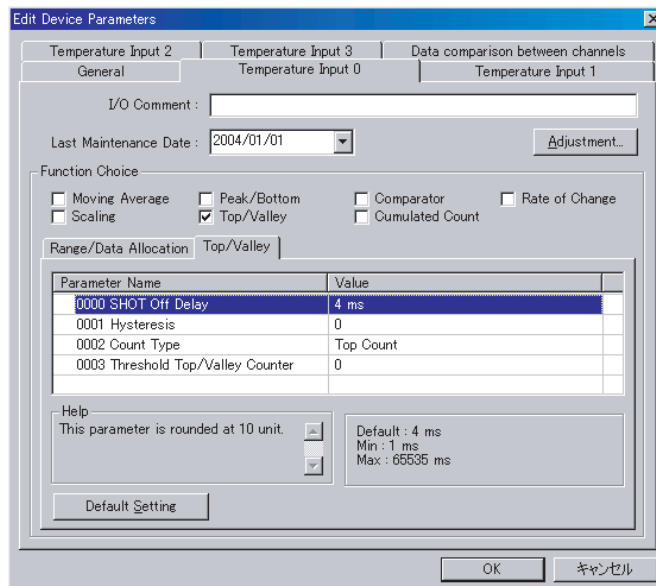 Edit Device Parameters
Temperature Input 2 Temperature Input 3 Data comparison between channels
General Temperature Input 0 Temperature Input 1
I/O Comment :
Last Maintenance Date : 2004/01/01 Adjustment...
Function Choice
Moving Average Peak/Bottom Comparator Rate of Change
Scaling Top/Valley Cumulated Count
Range/Data Allocation Top/Valley
Parameter Name Value
0000 SHOT Off Delay 4 ms
0001 Hysteresis 0
0002 Count Type Top Count
0003 Threshold Top/Valley Counter 0
Help
This parameter is rounded at 10 unit.
Default : 4 ms
Min : 1 ms
Max : 65535 ms
Default Setting
OK キャンセル